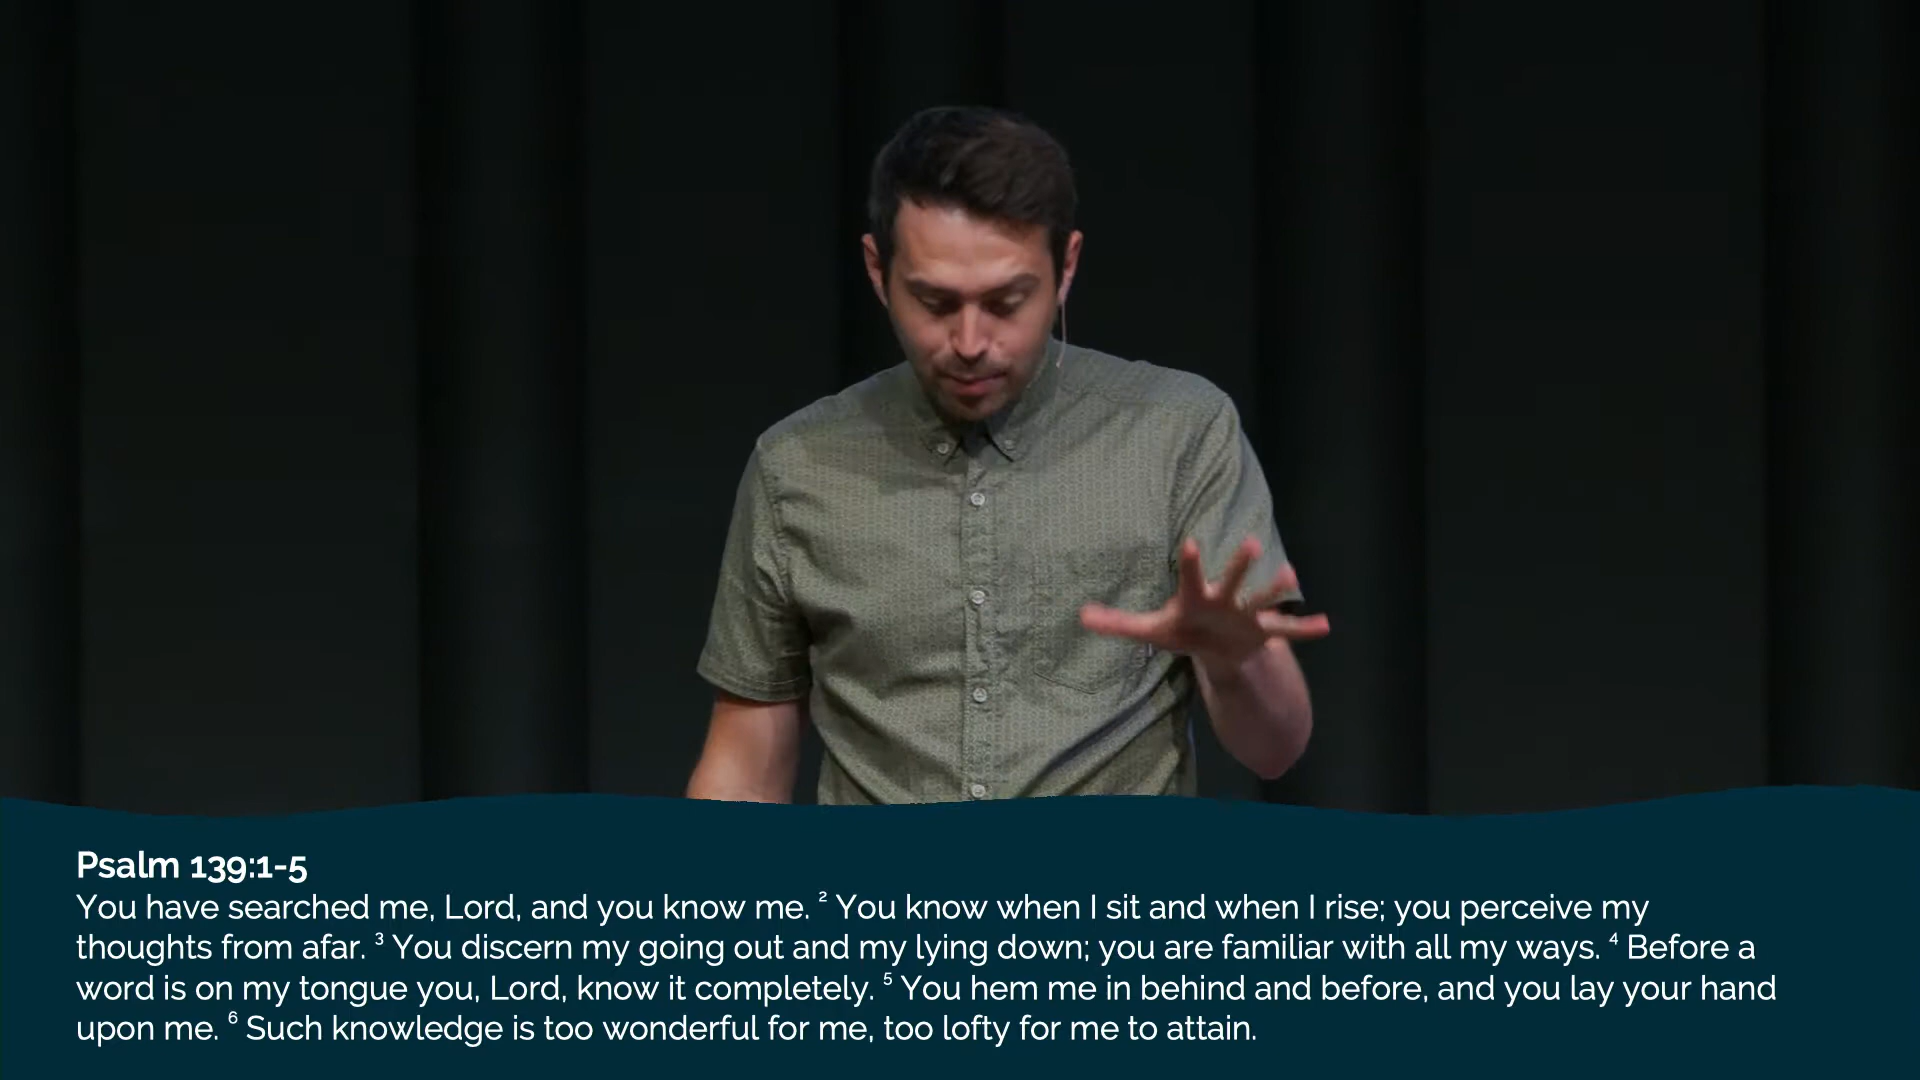 Psalm 139:1-5
You have searched me, Lord, and you know me. ² You know when I sit and when I rise; you perceive my
thoughts from afar. ³ You discern my going out and my lying down; you are familiar with all my ways. ⁴ Before a
word is on my tongue you, Lord, know it completely. ⁵ You hem me in behind and before, and you lay your hand
upon me. ⁶ Such knowledge is too wonderful for me, too lofty for me to attain.